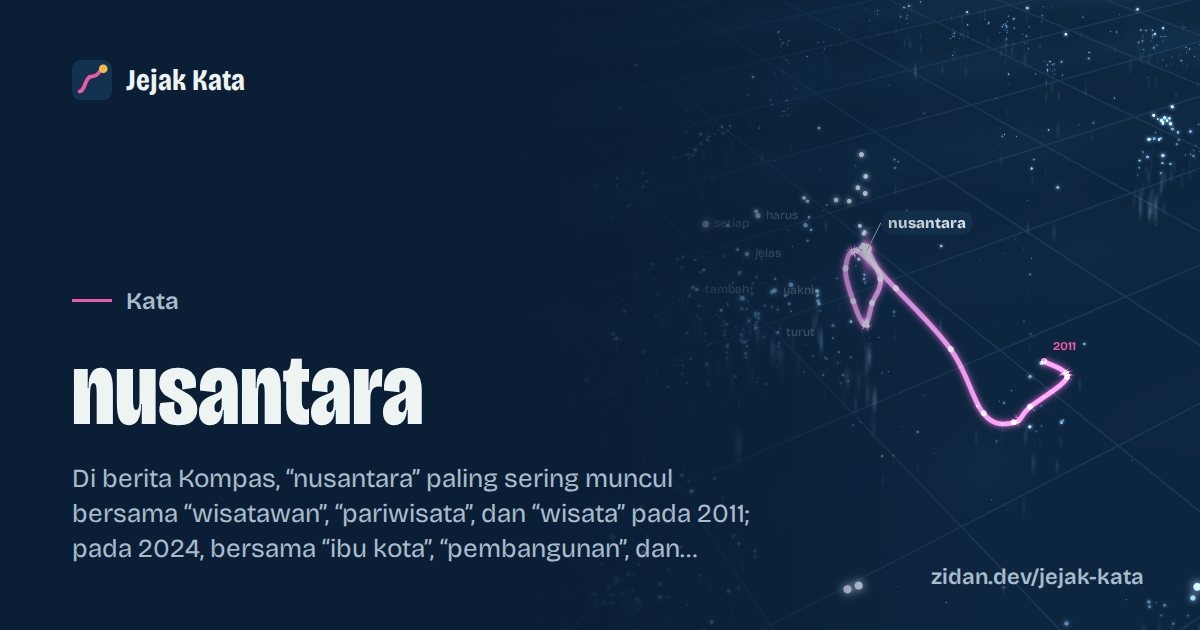 Jejak Kata
setiap
harus
nusantara
jelas
tambah
yakni
turut
2011
Kata
nusantara
Di berita Kompas, “nusantara” paling sering muncul
bersama “wisatawan”, “pariwisata”, dan “wisata” pada 2011;
pada 2024, bersama “ibu kota”, “pembangunan”, dan...
zidan.dev/jejak-kata